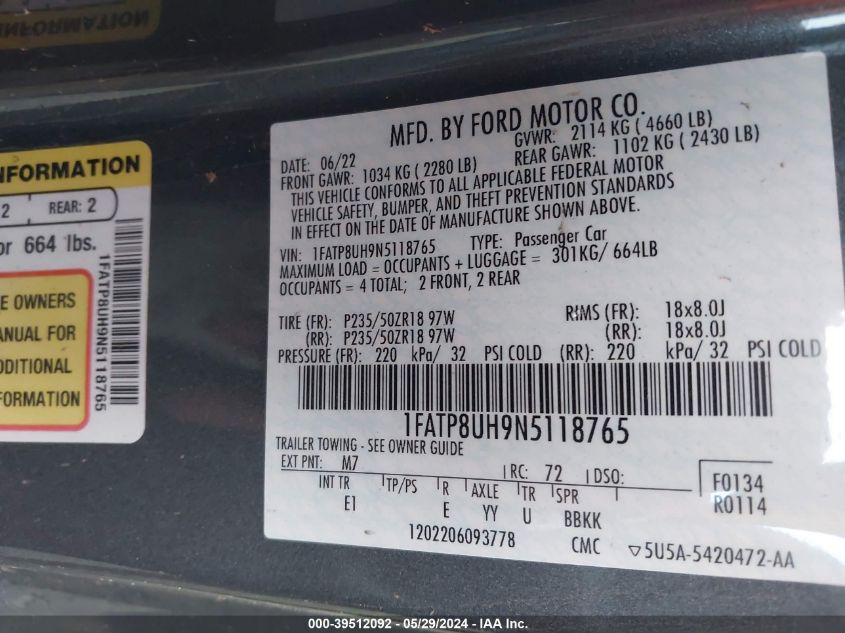 INFORMATION
NFORMATION
2 REAR: 2
or 664 lbs.
E OWNERS
ANUAL FOR
DDITIONAL
FORMATION
1FATP8UH9N5118765
MFD. BY FORD MOTOR CO.
DATE: 06/22 GVWR: 2114 KG ( 4660 LB)
FRONT GAWR: 1034 KG ( 2280 LB) REAR GAWR: 1102 KG ( 2430 LB)
THIS VEHICLE CONFORMS TO ALL APPLICABLE FEDERAL MOTOR
VEHICLE SAFETY, BUMPER, AND THEFT PREVENTION STANDARDS
IN EFFECT ON THE DATE OF MANUFACTURE SHOWN ABOVE.
VIN: 1FATP8UH9N5118765 TYPE: Passenger Car
MAXIMUM LOAD = OCCUPANTS + LUGGAGE = 301KG/ 664LB
OCCUPANTS = 4 TOTAL; 2 FRONT, 2 REAR
TIRE (FR): P235/50ZR18 97W RIMS (FR): 18x8.0J
(RR): P235/50ZR18 97W (RR): 18x8.0J
PRESSURE (FR): 220 kPa/ 32 PSI COLD (RR): 220 kPa/ 32 PSI COLD
1FATP8UH9N5118765
TRAILER TOWING - SEE OWNER GUIDE
EXT PNT: M7 RC: 72 DSO: F0134
INT TR TP/PS R AXLE TR SPR R0114
E1 E YY U BBKK
1202206093778 CMC ▽5U5A-5420472-AA
000-39512092 - 05/29/2024 - IAA Inc.